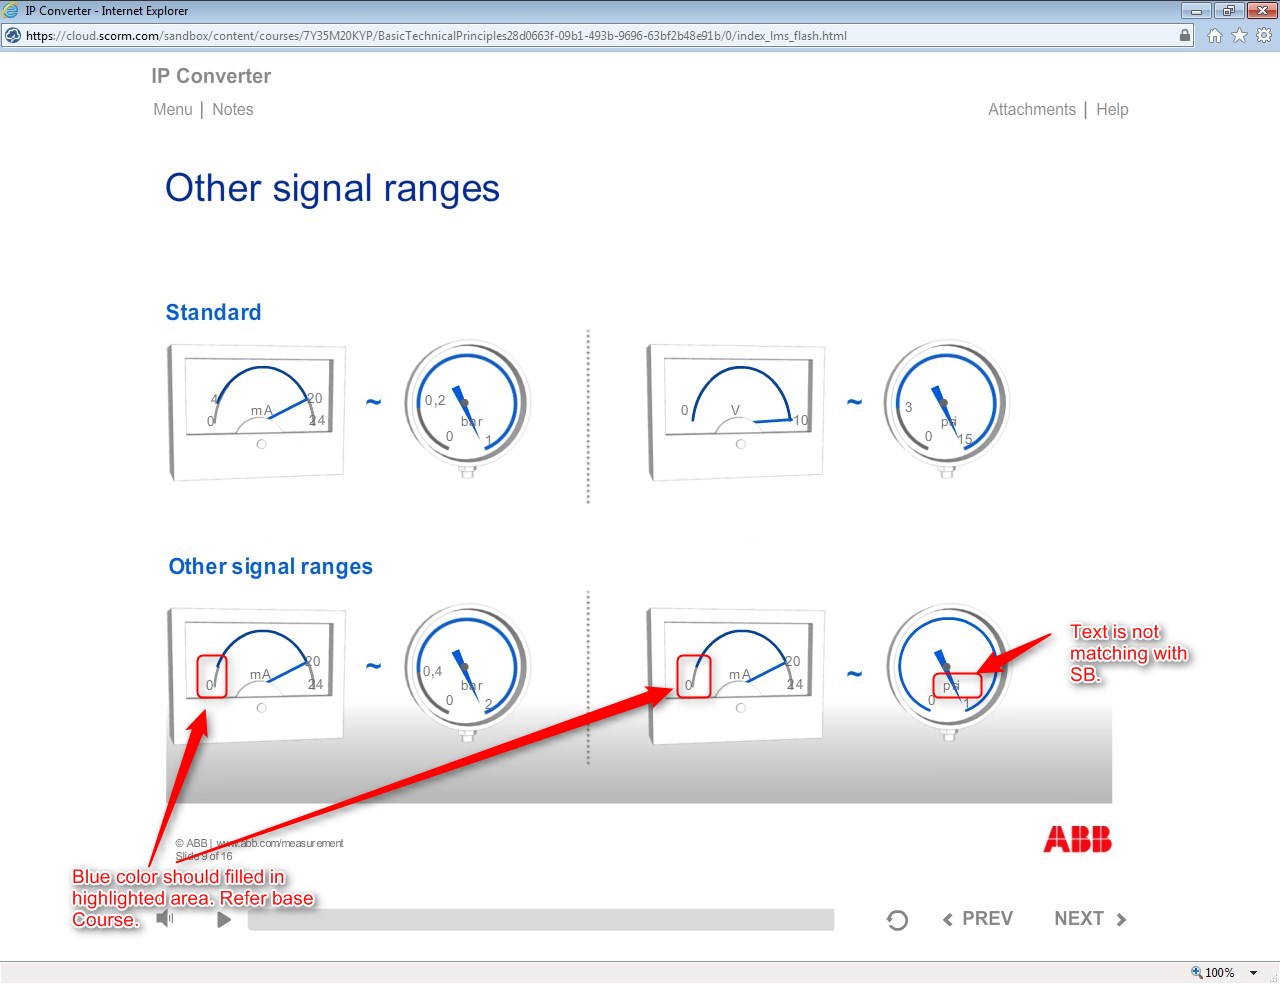 IP Converter - Internet Explorer
https://cloud.scorm.com/sandbox/content/courses/7Y35M20KYP/BasicTechnicalPrinciples28d0663f-09b1-493b-9696-63bf2b48e91b/0/index_lms_flash.html
IP Converter
Menu | Notes
Attachments | Help
Other signal ranges
Standard
4 20
0 mA 24
~
0,2
bar
0 1
0 V 10
~
3
psi
0 15
Other signal ranges
20
0 mA 24
~
0,4
bar
0 2
20
0 mA 24
~
psi
0 1
Text is not
matching with
SB.
© ABB | www.abb.com/measurement
Slide 9 of 16
ABB
Blue color should filled in
highlighted area. Refer base
Course.
PREV
NEXT
100%